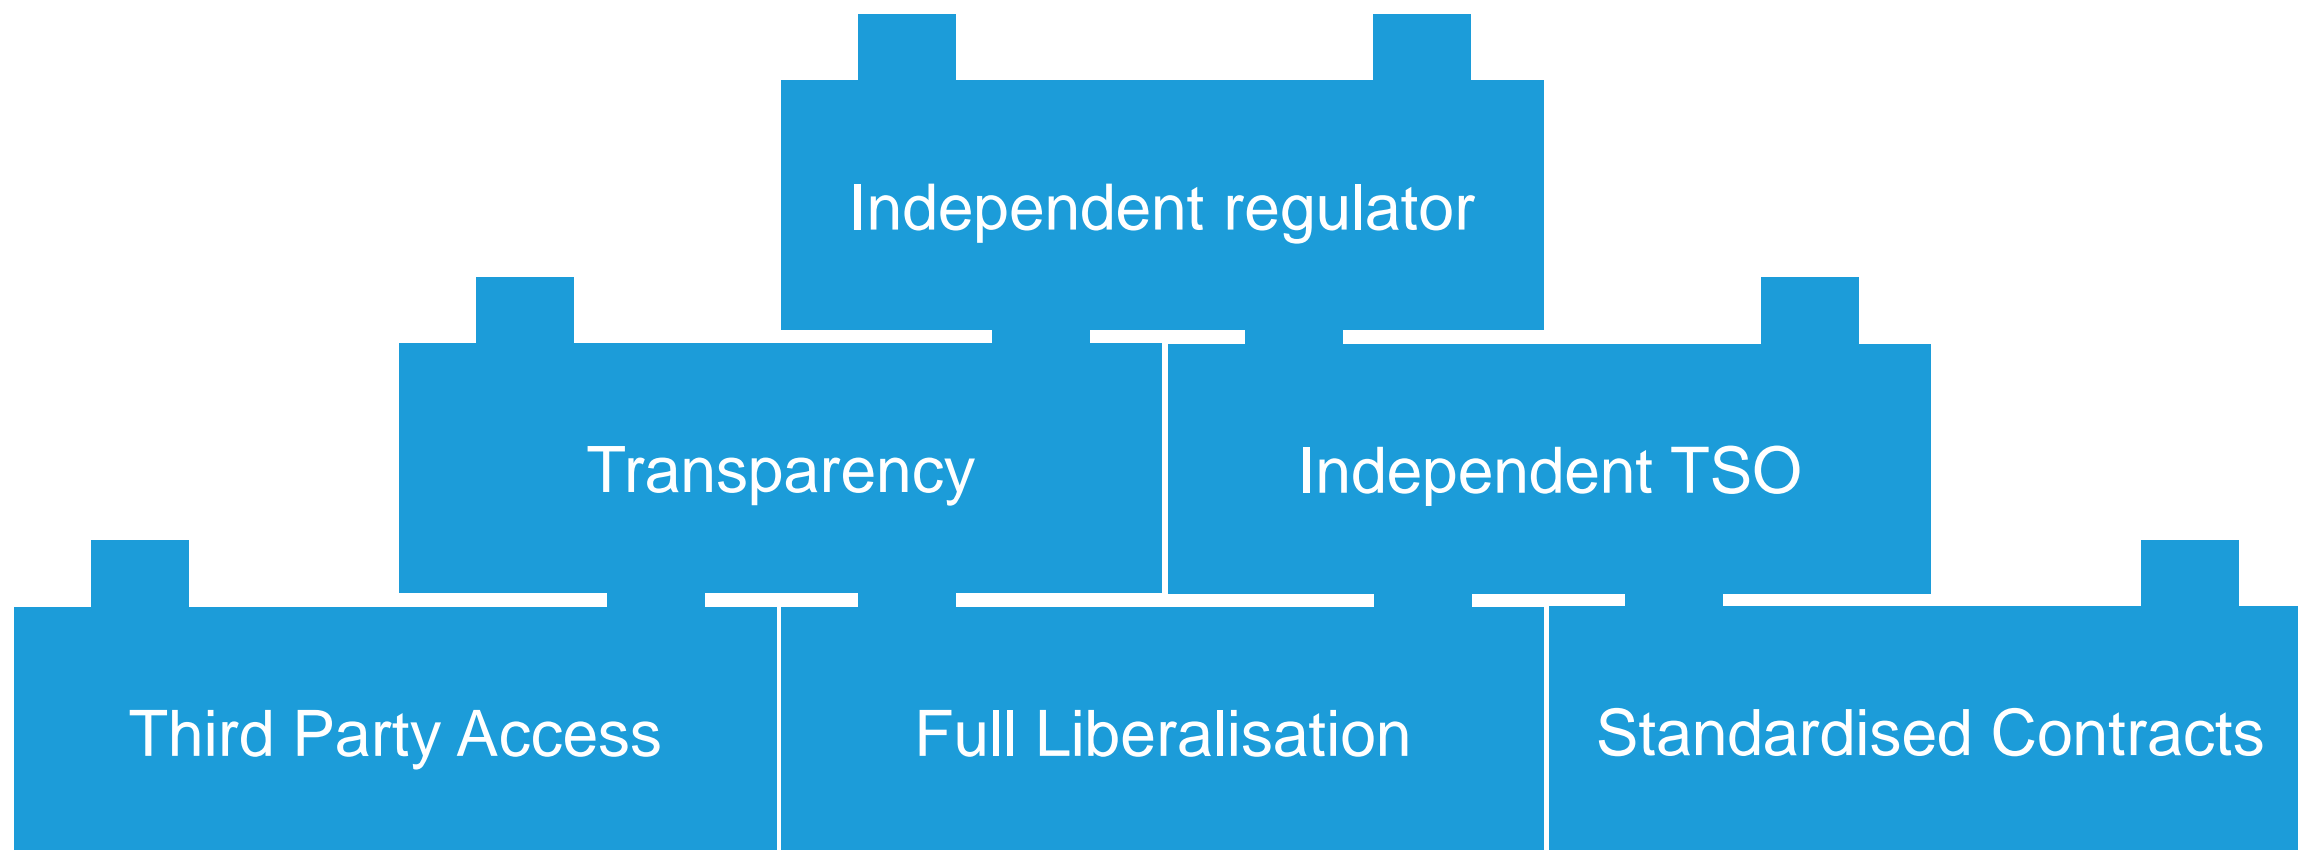 Independent regulator
Transparency
Independent TSO
Third Party Access
Full Liberalisation
Standardised Contracts